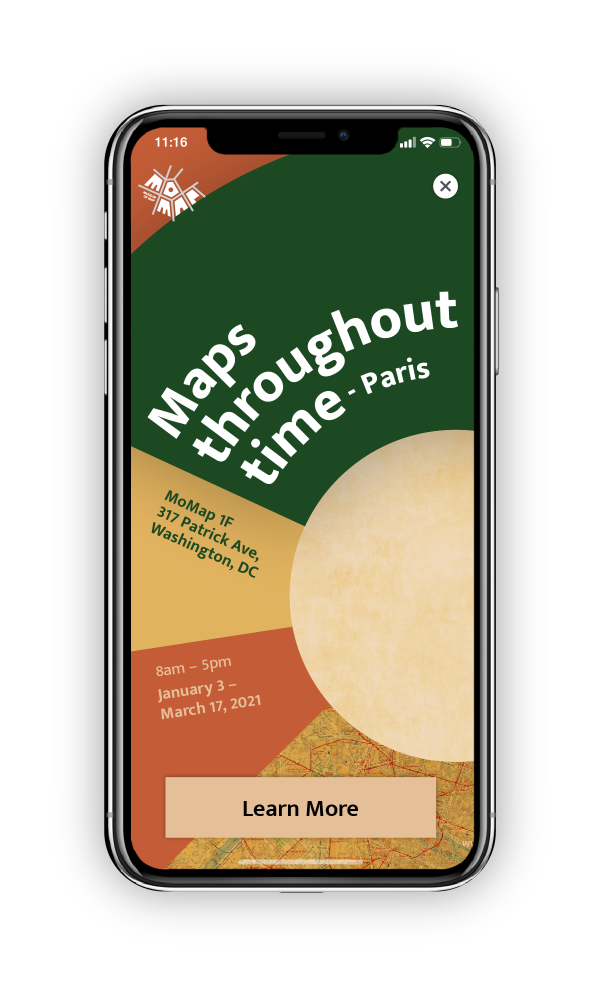 11:16
MOMAP
Maps
throughout
time - Paris
MoMap 1F
317 Patrick Ave,
Washington, DC
8am – 5pm
January 3 –
March 17, 2021
Learn More